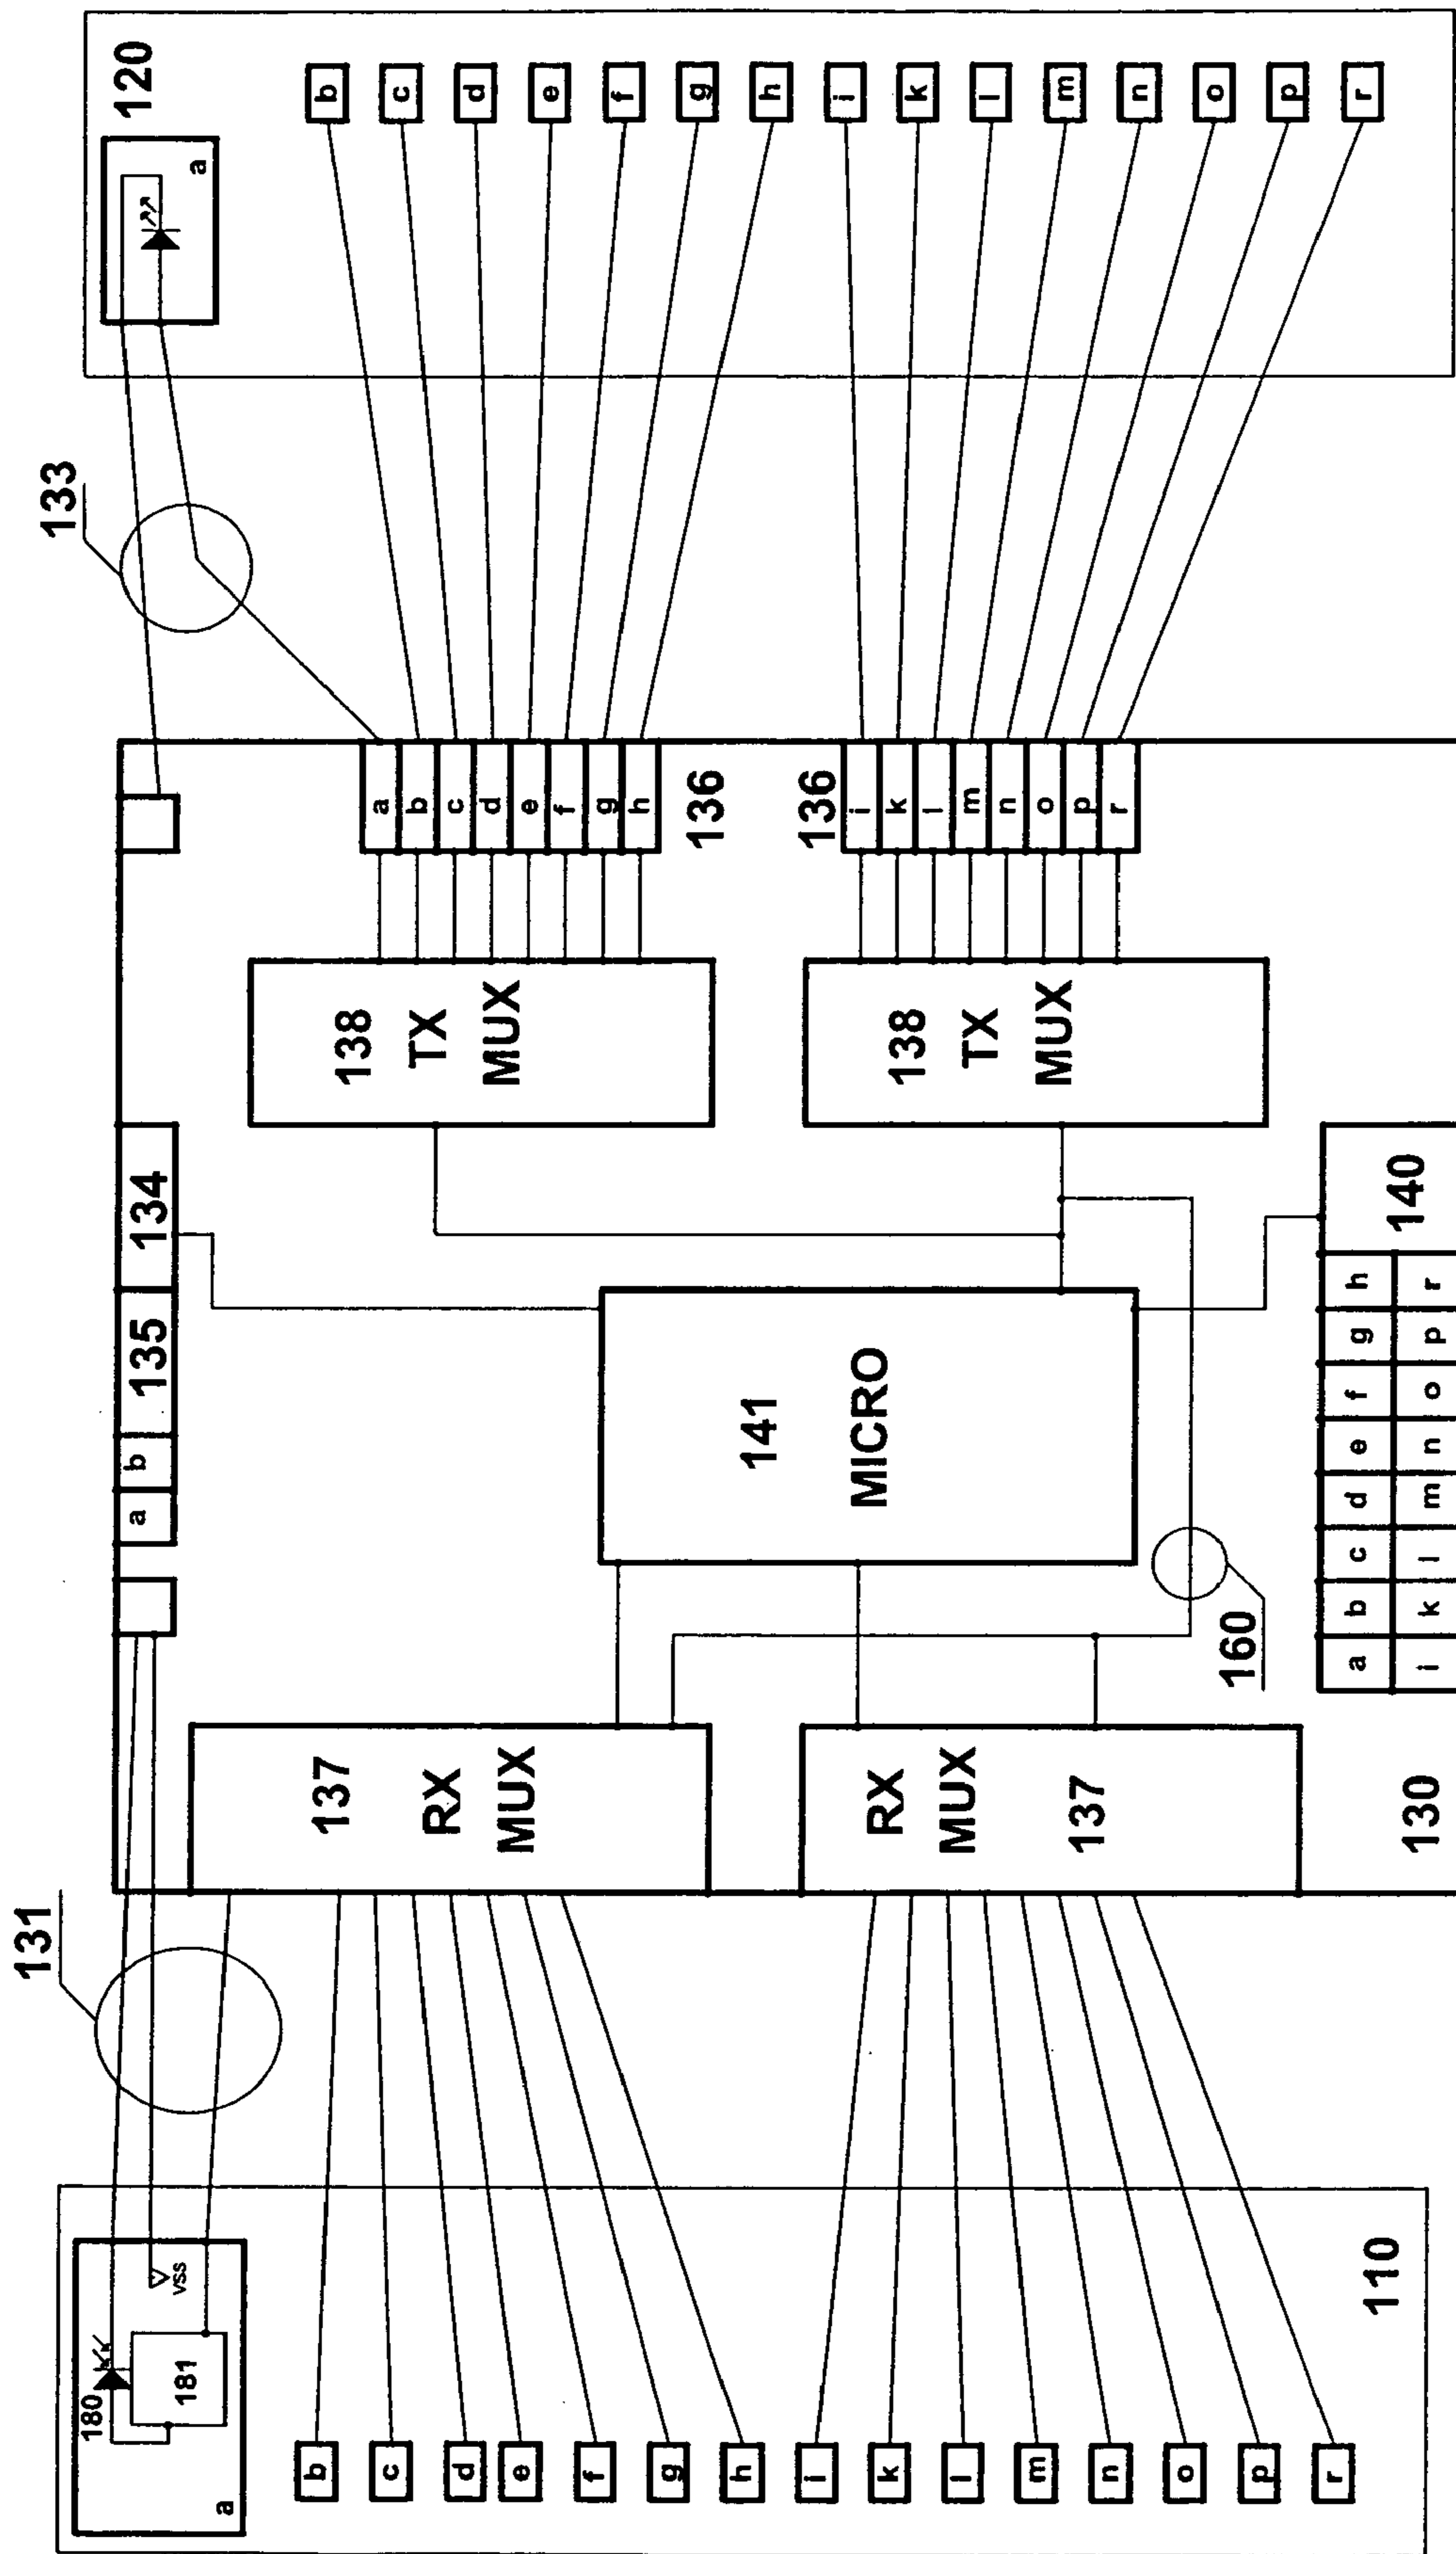 131
180
181
VSS
a
b
c
d
e
f
g
h
i
k
l
m
n
o
p
r
110
137
RX
MUX
RX
MUX
137
130
a b 135 134
141
MICRO
160
a b c d e f g h
i k l m n o p r
140
138
TX
MUX
138
TX
MUX
a
b
c
d
e
f
g
h
136
136
i
k
l
m
n
o
p
r
133
120
a
b
c
d
e
f
g
h
i
k
l
m
n
o
p
r